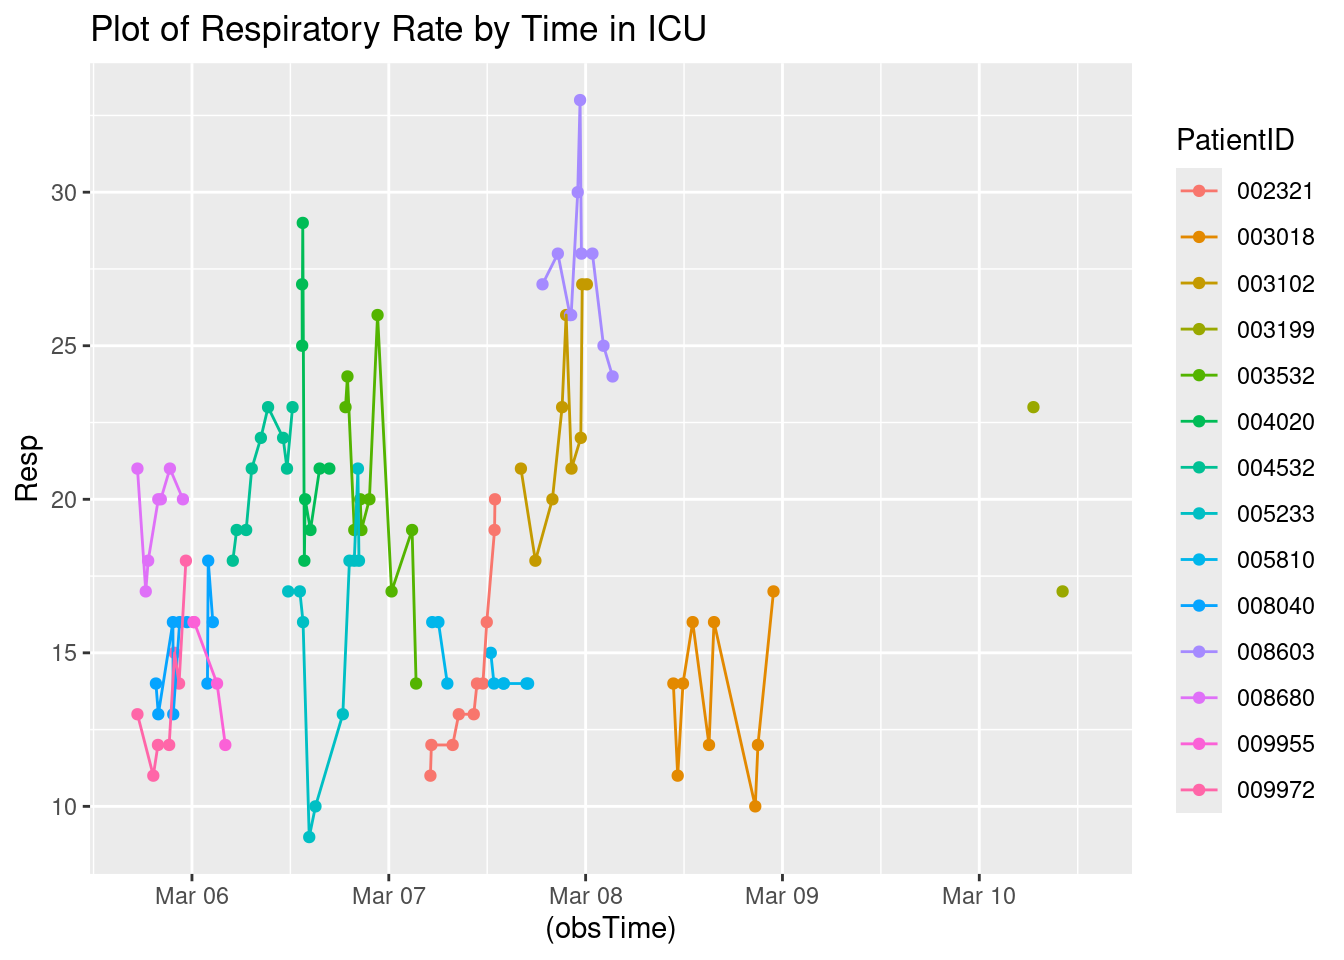 Plot of Respiratory Rate by Time in ICU
Resp
30
25
20
15
10
Mar 06
Mar 07
Mar 08
Mar 09
Mar 10
(obsTime)
PatientID
002321
003018
003102
003199
003532
004020
004532
005233
005810
008040
008603
008680
009955
009972